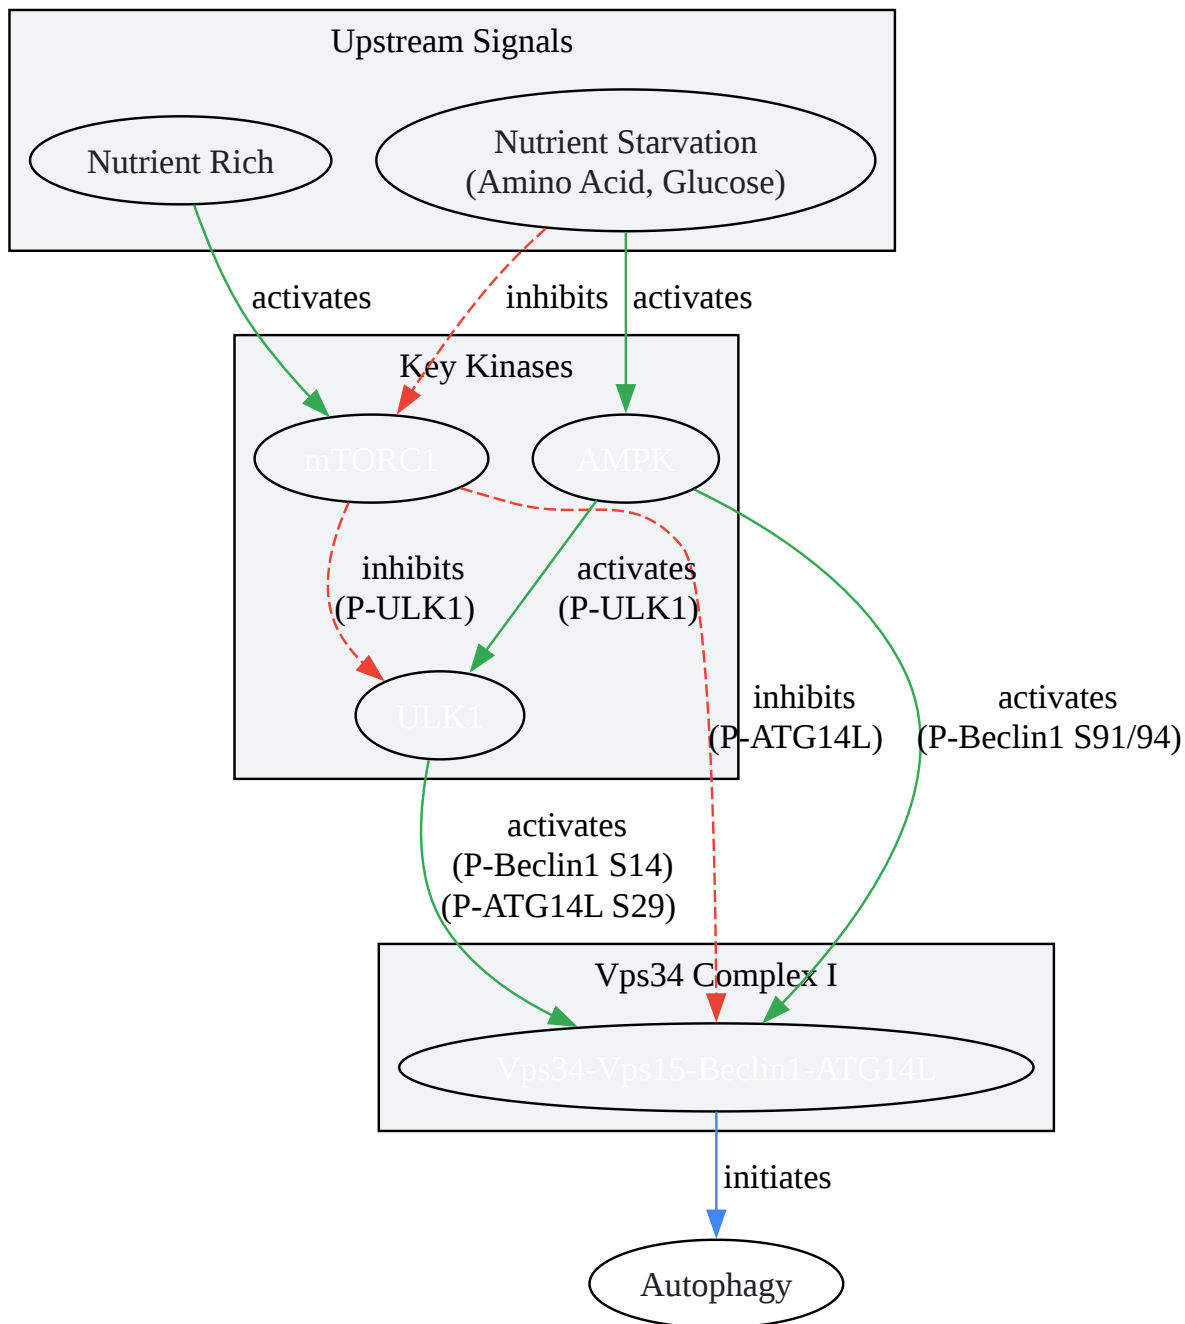 Upstream Signals
Nutrient Rich
Nutrient Starvation
(Amino Acid, Glucose)
activates
inhibits
activates
Key Kinases
mTORC1
AMPK
inhibits
(P-ULK1)
activates
(P-ULK1)
ULK1
inhibits
(P-ATG14L)
activates
(P-Beclin1 S91/94)
activates
(P-Beclin1 S14)
(P-ATG14L S29)
Vps34 Complex I
Vps34-Vps15-Beclin1-ATG14L
initiates
Autophagy